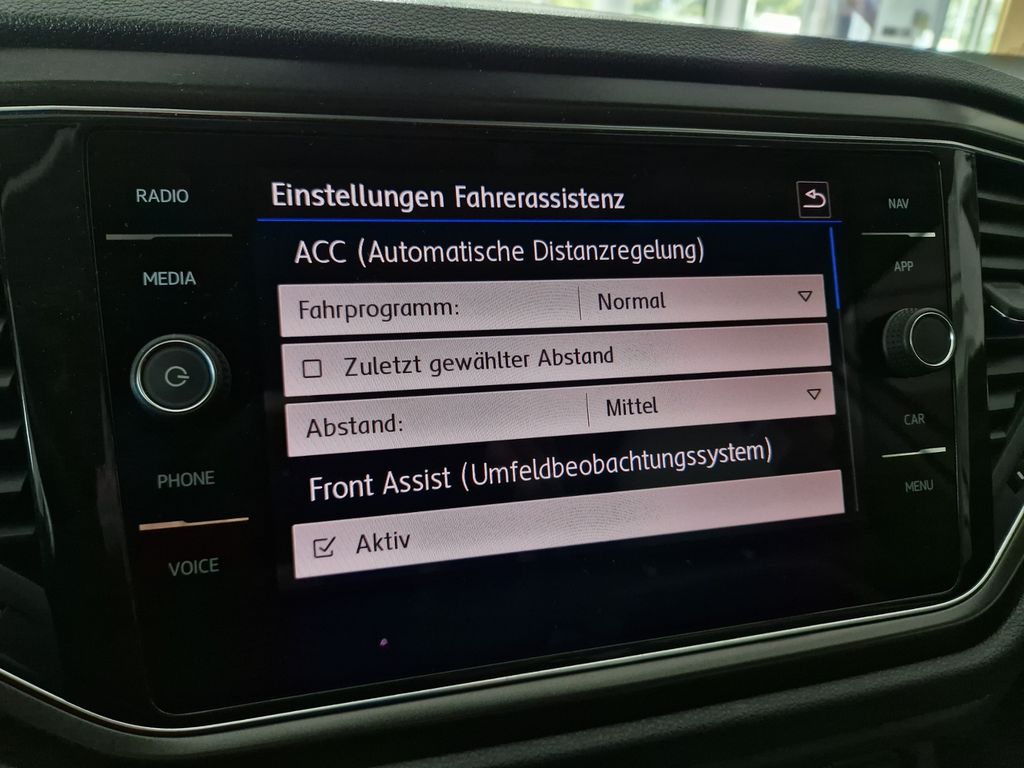 RADIO
MEDIA
PHONE
VOICE
Einstellungen Fahrerassistenz
ACC (Automatische Distanzregelung)
Fahrprogramm: Normal
Zuletzt gewählter Abstand
Abstand: Mittel
Front Assist (Umfeldbeobachtungssystem)
Aktiv
NAV
APP
CAR
MENU